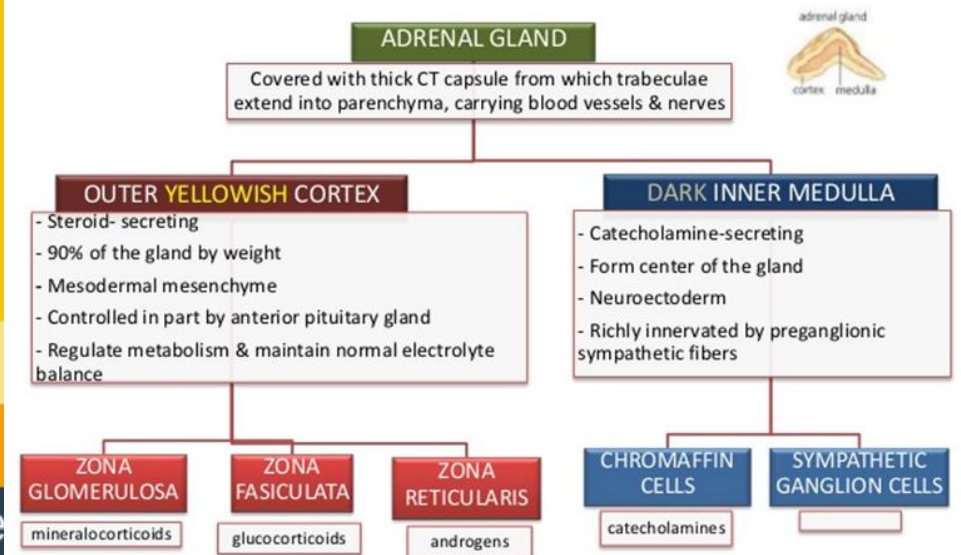 ADRENAL GLAND
Covered with thick CT capsule from which trabeculae
extend into parenchyma, carrying blood vessels & nerves
adrenal gland
cortex medulla
OUTER YELLOWISH CORTEX
- Steroid- secreting
- 90% of the gland by weight
- Mesodermal mesenchyme
- Controlled in part by anterior pituitary gland
- Regulate metabolism & maintain normal electrolyte
balance
DARK INNER MEDULLA
- Catecholamine-secreting
- Form center of the gland
- Neuroectoderm
- Richly innervated by preganglionic
sympathetic fibers
ZONA
GLOMERULOSA
mineralocorticoids
ZONA
FASICULATA
glucocorticoids
ZONA
RETICULARIS
androgens
CHROMAFFIN
CELLS
catecholamines
SYMPATHETIC
GANGLION CELLS
e